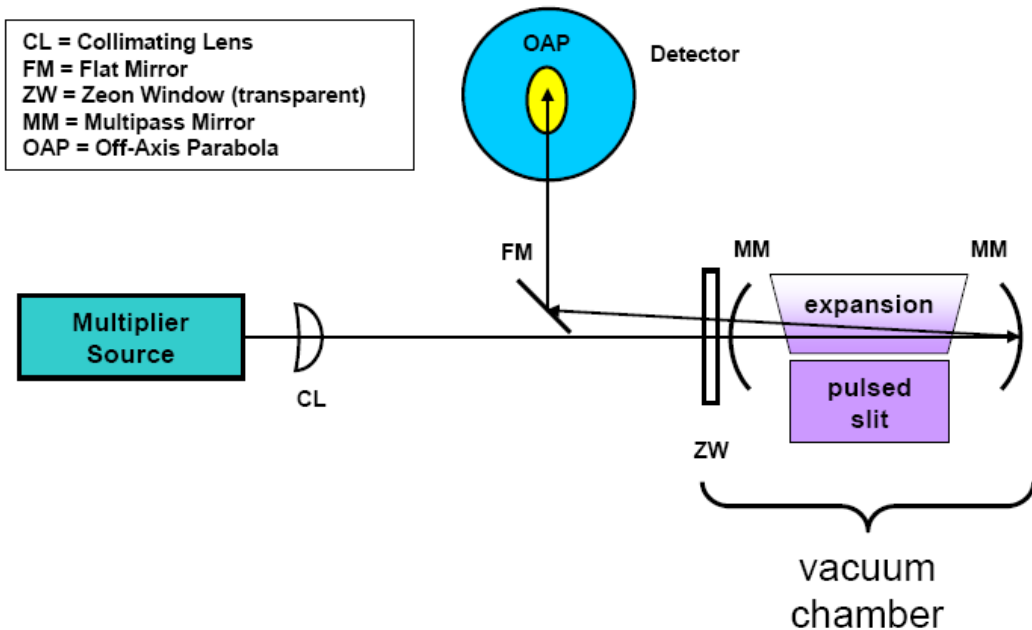 CL = Collimating Lens
FM = Flat Mirror
ZW = Zeon Window (transparent)
MM = Multipass Mirror
OAP = Off-Axis Parabola
OAP
Detector
FM
MM
MM
Multiplier
Source
expansion
CL
pulsed
slit
ZW
vacuum
chamber